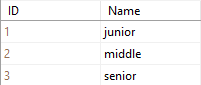 ID Name
1 junior
2 middle
3 senior